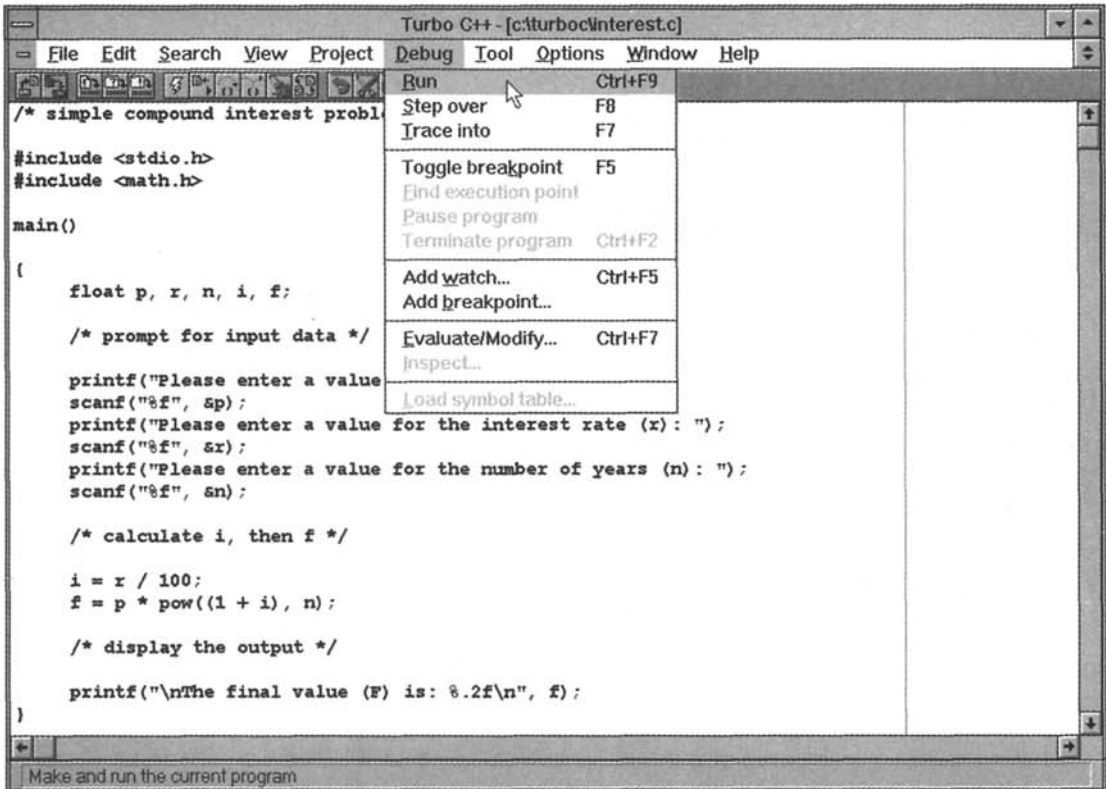 Turbo C++ - [c:\turboc\interest.c]
File Edit Search View Project Debug Tool Options Window Help
Run Ctrl+F9
Step over F8
Trace into F7
Toggle breakpoint F5
Find execution point
Pause program
Terminate program Ctrl+F2
Add watch... Ctrl+F5
Add breakpoint...
Evaluate/Modify... Ctrl+F7
Inspect...
Load symbol table...
/* simple compound interest probl
#include <stdio.h>
#include <math.h>
main()
{
float p, r, n, i, f;
/* prompt for input data */
printf("Please enter a value
scanf("%f", &p);
printf("Please enter a value for the interest rate (r): ");
scanf("%f", &r);
printf("Please enter a value for the number of years (n): ");
scanf("%f", &n);
/* calculate i, then f */
i = r / 100;
f = p * pow((1 + i), n);
/* display the output */
printf("\nThe final value (F) is: %.2f\n", f);
}
Make and run the current program